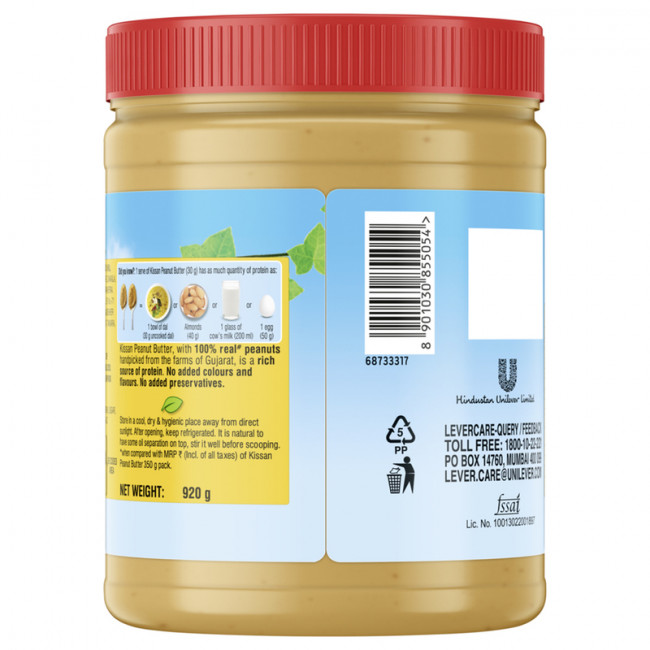 Did you know? 1 serve of Kissan Peanut Butter (30 g) has as much quantity of protein as:
= or or or
1 bowl of dal
(30 g uncooked dal)
Almonds
(40 g)
1 glass of
cow's milk (200 ml)
1 egg
(50 g)
Kissan Peanut Butter, with 100% real# peanuts
handpicked from the farms of Gujarat, is a rich
source of protein. No added colours and
flavours. No added preservatives.
Store in a cool, dry & hygienic place away from direct
sunlight. After opening, keep refrigerated. It is natural to
have some oil separation on top, stir it well before scooping.
*when compared with MRP ₹ (Incl. of all taxes) of Kissan
Peanut Butter 350 g pack.
NET WEIGHT: 920 g
8 901030 855054 >
68733317
5
PP
Hindustan Unilever Limited
LEVERCARE-QUERY / FEEDBACK
TOLL FREE: 1800-10-22-221
PO BOX 14760, MUMBAI 400 099
LEVER.CARE@UNILEVER.COM
fssai
Lic. No. 10013022001897